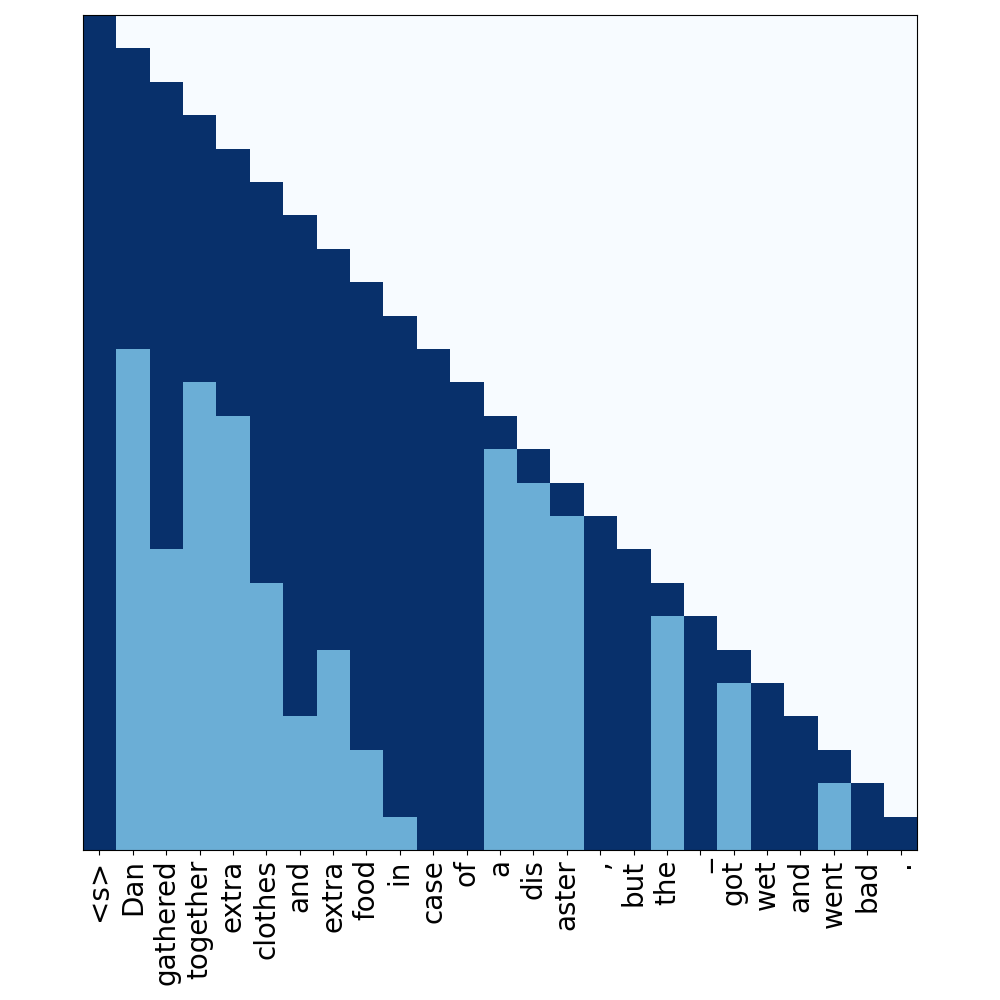 <s> Dan gathered together extra clothes and extra food in case of a dis aster , but the _ got wet and went bad .